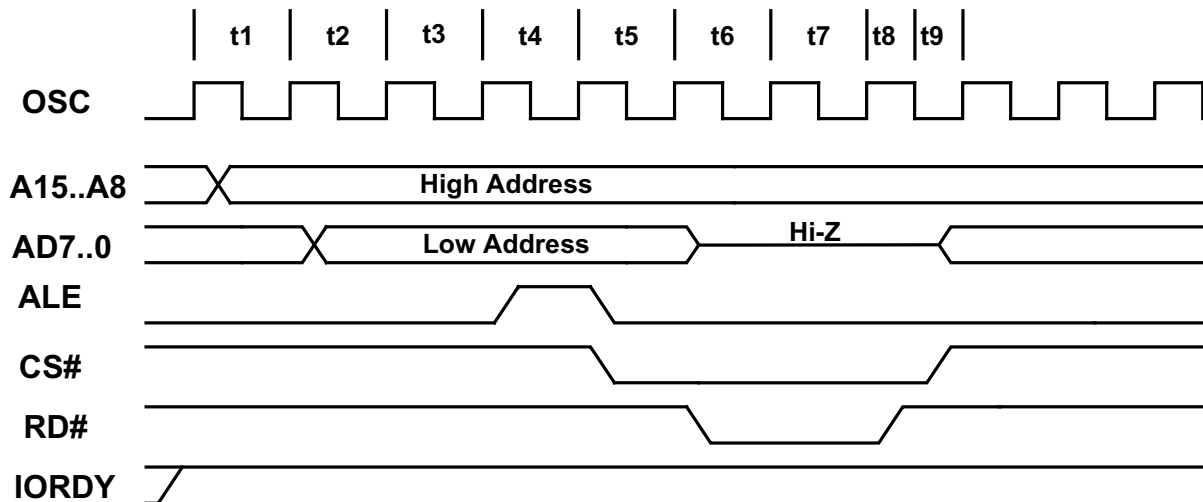 t1 t2 t3 t4 t5 t6 t7 t8 t9
OSC
A15..A8 High Address
AD7..0 Low Address Hi-Z
ALE
CS#
RD#
IORDY